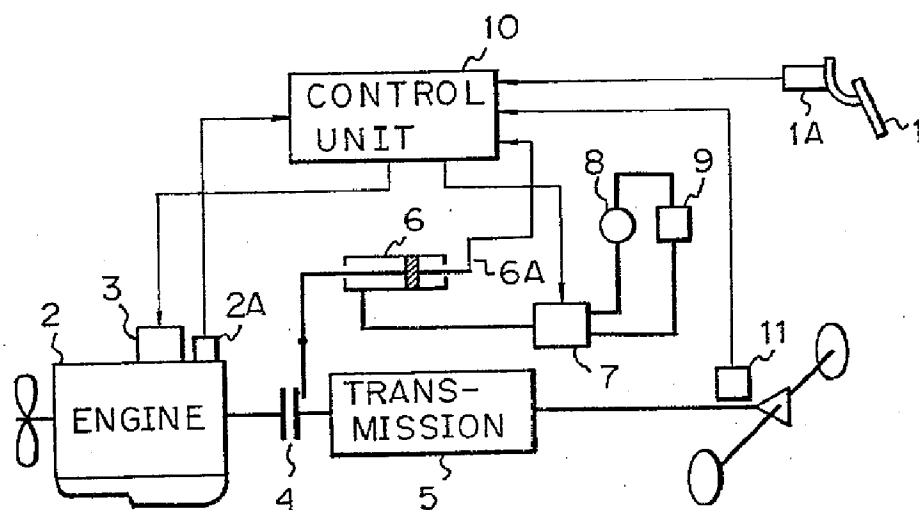 10
CONTROL
UNIT
1A
1
8
9
6
6A
3
2A
2
7
11
ENGINE
TRANS-
MISSION
4
5